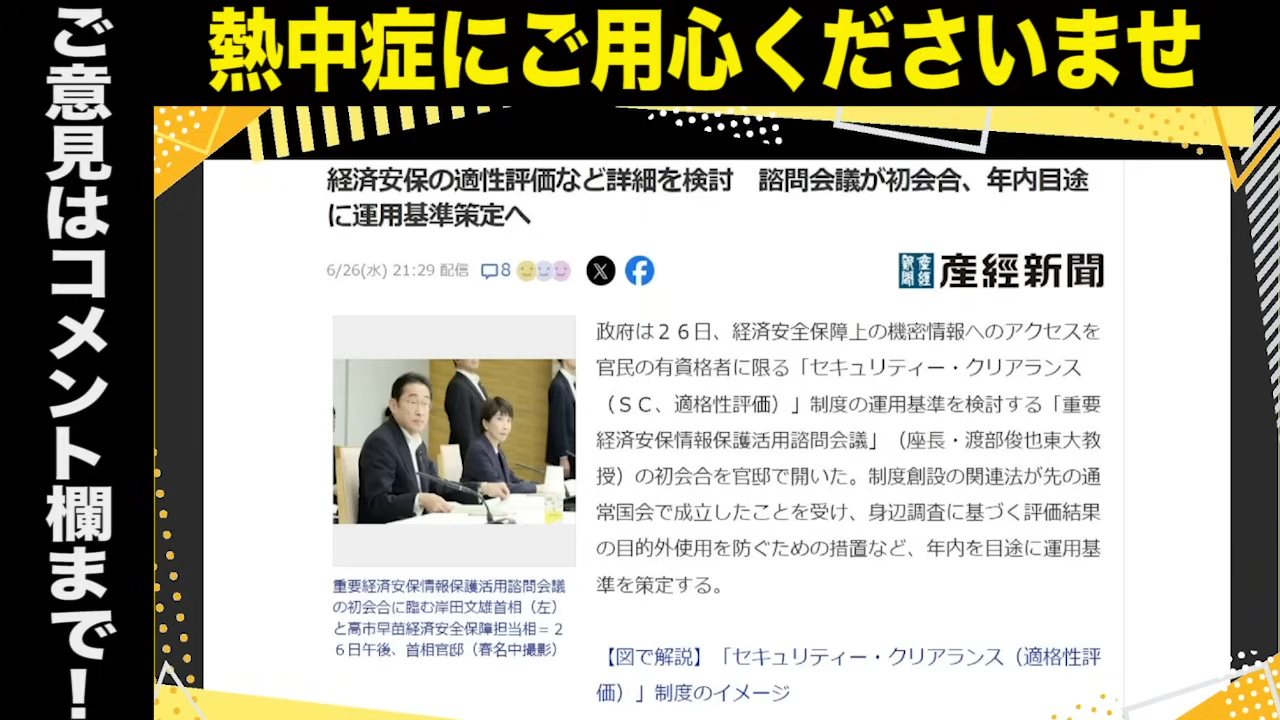 熱中症にご用心くださいませ
ご意見はコメント欄まで！
経済安保の適性評価など詳細を検討　諮問会議が初会合、年内目途
に運用基準策定へ
6/26(水) 21:29 配信 8
産経新聞
産經新聞
政府は２６日、経済安全保障上の機密情報へのアクセスを
官民の有資格者に限る「セキュリティー・クリアランス
（ＳＣ、適格性評価）」制度の運用基準を検討する「重要
経済安保情報保護活用諮問会議」（座長・渡部俊也東大教
授）の初会合を官邸で開いた。制度創設の関連法が先の通
常国会で成立したことを受け、身辺調査に基づく評価結果
の目的外使用を防ぐための措置など、年内を目途に運用基
準を策定する。
重要経済安保情報保護活用諮問会議
の初会合に臨む岸田文雄首相（左）
と高市早苗経済安全保障担当相＝２
６日午後、首相官邸（春名中撮影）
【図で解説】「セキュリティー・クリアランス（適格性評
価）」制度のイメージ